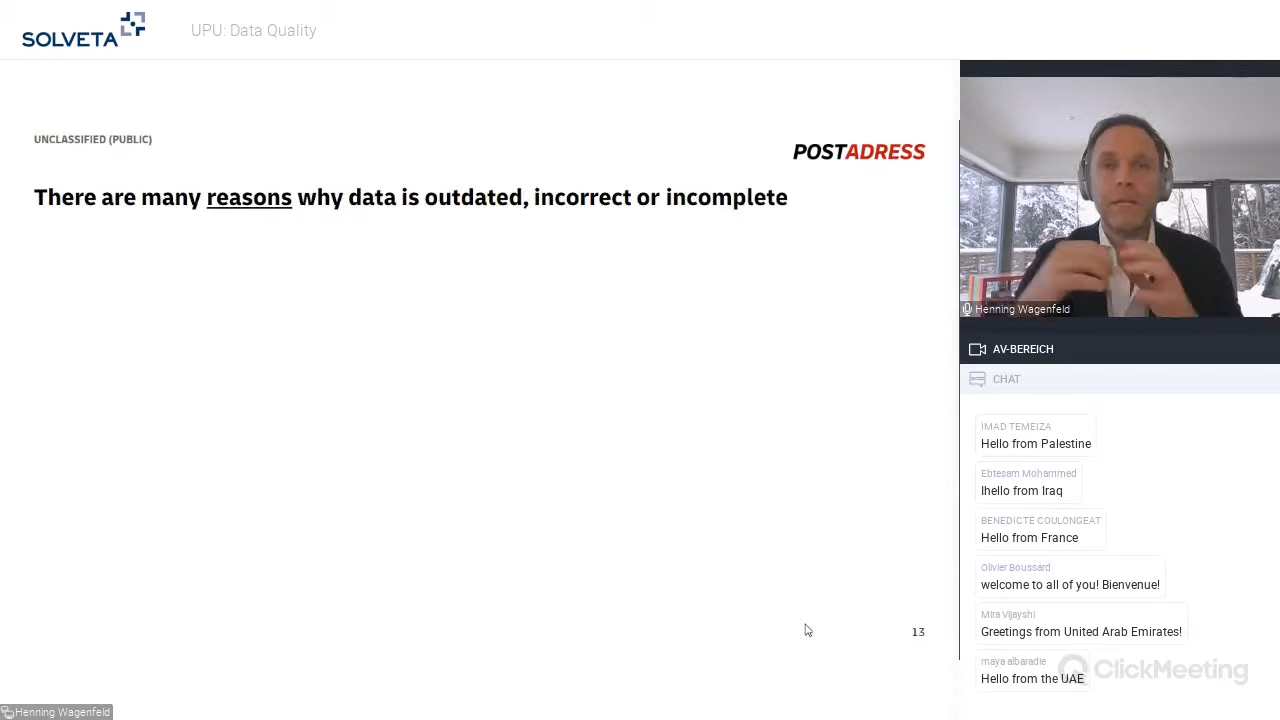 SOLVETA
UPU: Data Quality
UNCLASSIFIED (PUBLIC)
POSTADRESS
There are many reasons why data is outdated, incorrect or incomplete
13
Henning Wagenfeld
Henning Wagenfeld
AV-BEREICH
CHAT
IMAD TEMEIZA
Hello from Palestine
Ebtesam Mohammed
Ihello from Iraq
BENEDICTE COULONGEAT
Hello from France
Olivier Boussard
welcome to all of you! Bienvenue!
Mira Vijayshi
Greetings from United Arab Emirates!
maya albaradie
Hello from the UAE
ClickMeeting